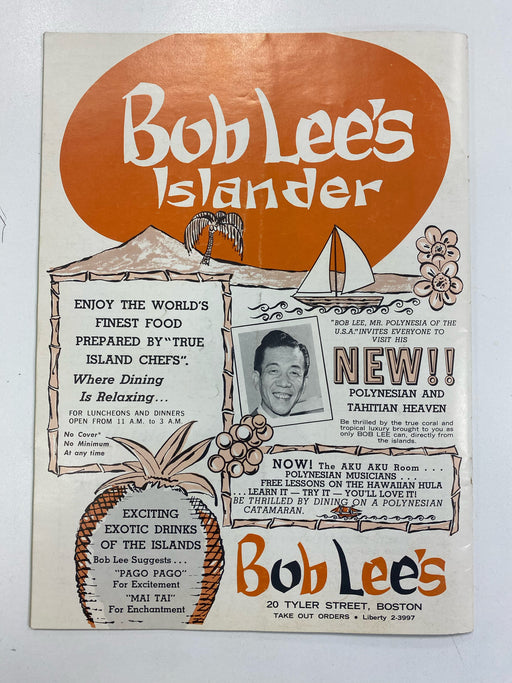 Bob Lee's
Islander
ENJOY THE WORLD'S
FINEST FOOD
PREPARED BY "TRUE
ISLAND CHEFS".
Where Dining
Is Relaxing...
FOR LUNCHEONS AND DINNERS
OPEN FROM 11 A.M. to 3 A.M.
No Cover*
No Minimum
At any time
"BOB LEE, MR. POLYNESIA OF THE
U.S.A." INVITES EVERYONE TO
VISIT HIS
NEW!!
POLYNESIAN AND
TAHITIAN HEAVEN
Be thrilled by the true coral and
tropical luxury brought to you as
only BOB LEE can, directly from
the islands.
NOW! The AKU AKU Room . . .
POLYNESIAN MUSICIANS . . .
FREE LESSONS ON THE HAWAIIAN HULA
. . . LEARN IT — TRY IT — YOU'LL LOVE IT!
BE THRILLED BY DINING ON A POLYNESIAN
CATAMARAN.
EXCITING
EXOTIC DRINKS
OF THE ISLANDS
Bob Lee Suggests . . .
"PAGO PAGO"
For Excitement
"MAI TAI"
For Enchantment
Bob Lee's
20 TYLER STREET, BOSTON
TAKE OUT ORDERS • Liberty 2-3997